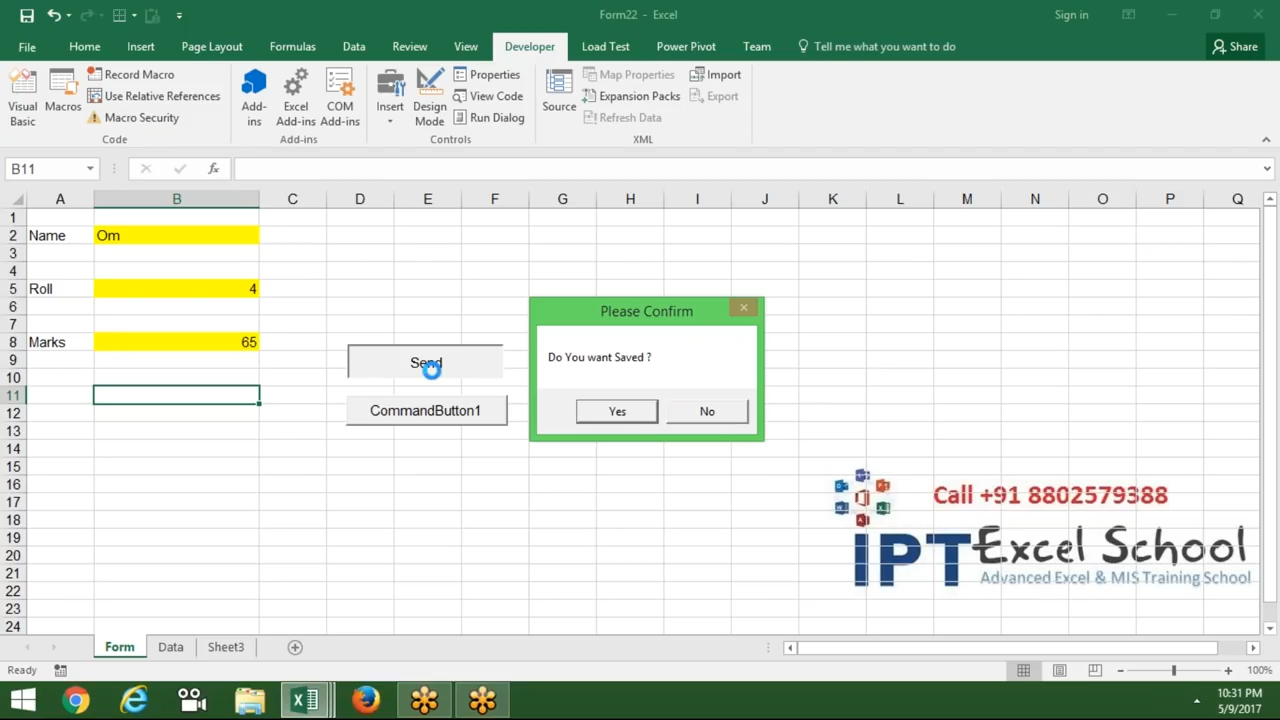 Form22 - Excel
Sign in
File Home Insert Page Layout Formulas Data Review View Developer Load Test Power Pivot Team Tell me what you want to do Share
Visual Basic
Macros
Record Macro
Use Relative References
Macro Security
Code
Add-ins
Excel Add-ins
COM Add-ins
Add-ins
Insert
Design Mode
Properties
View Code
Run Dialog
Controls
Source
Map Properties
Expansion Packs
Refresh Data
Import
Export
XML
B11
fx
A B C D E F G H I J K L M N O P Q
1
2 Name Om
3
4
5 Roll 4
6
7
8 Marks 65
9
10
11
12
13
14
15
16
17
18
19
20
21
22
23
24
Send
CommandButton1
Please Confirm
Do You want Saved ?
Yes No
Call +91 8802579388
IPT Excel School
Advanced Excel & MIS Training School
Form Data Sheet3
Ready
100%
10:31 PM
5/9/2017